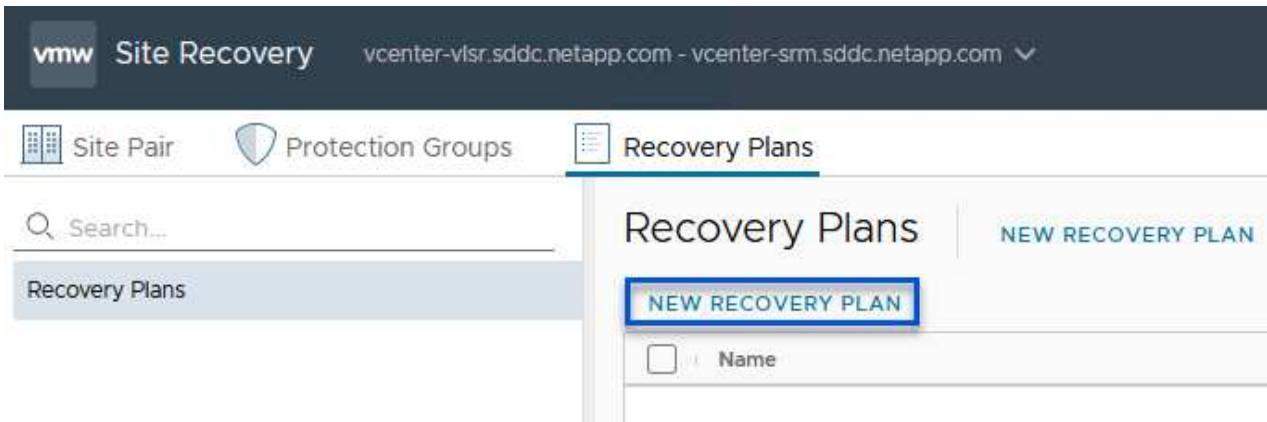 vmw Site Recovery vcenter-vlsr.sddc.netapp.com - vcenter-srm.sddc.netapp.com
Site Pair Protection Groups Recovery Plans
Search...
Recovery Plans
Recovery Plans NEW RECOVERY PLAN
NEW RECOVERY PLAN
Name